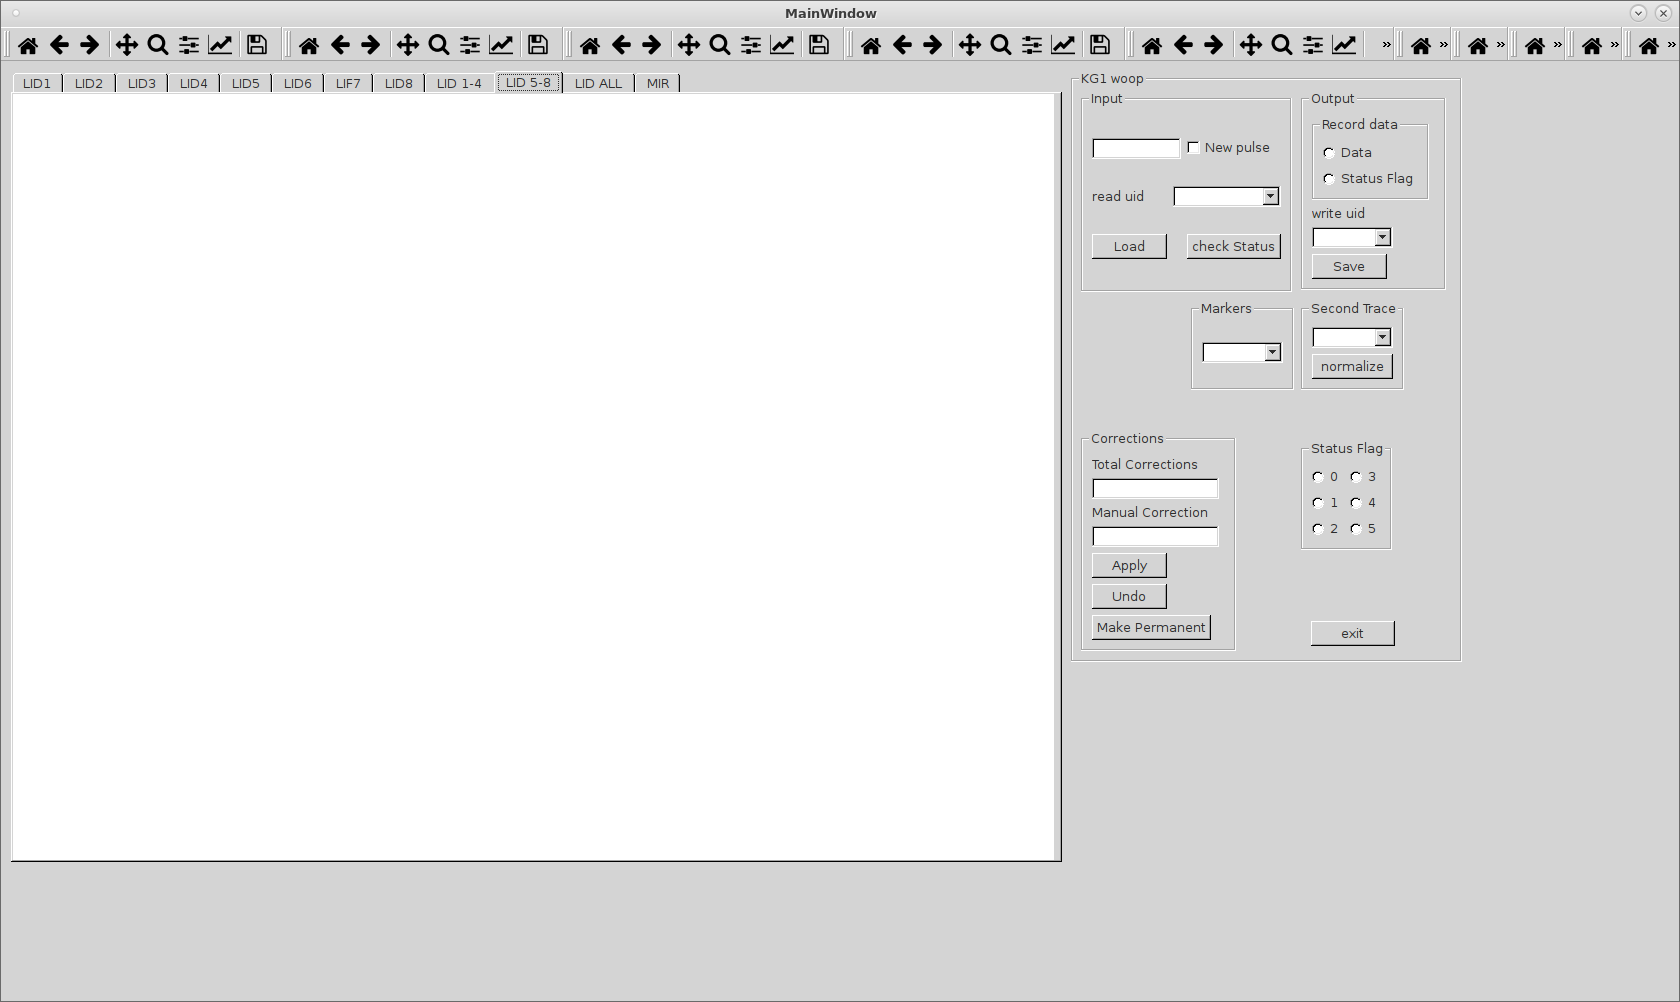 MainWindow
» » » » » »
LID1 LID2 LID3 LID4 LID5 LID6 LIF7 LID8 LID 1-4 LID 5-8 LID ALL MIR
KG1 woop
Input
New pulse
read uid
Load check Status
Output
Record data
Data
Status Flag
write uid
Save
Markers
Second Trace
normalize
Corrections
Total Corrections
Manual Correction
Apply
Undo
Make Permanent
Status Flag
0 3
1 4
2 5
exit